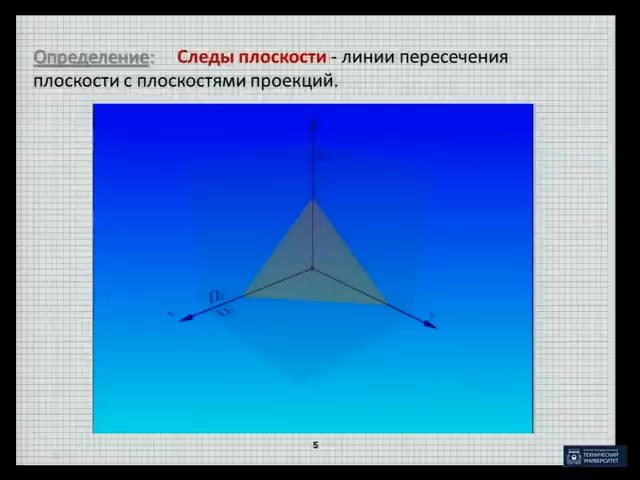 Определение: Следы плоскости - линии пересечения
плоскости с плоскостями проекций.
x
5
ТЕХНИЧЕСКИЙ
УНИВЕРСИТЕТ